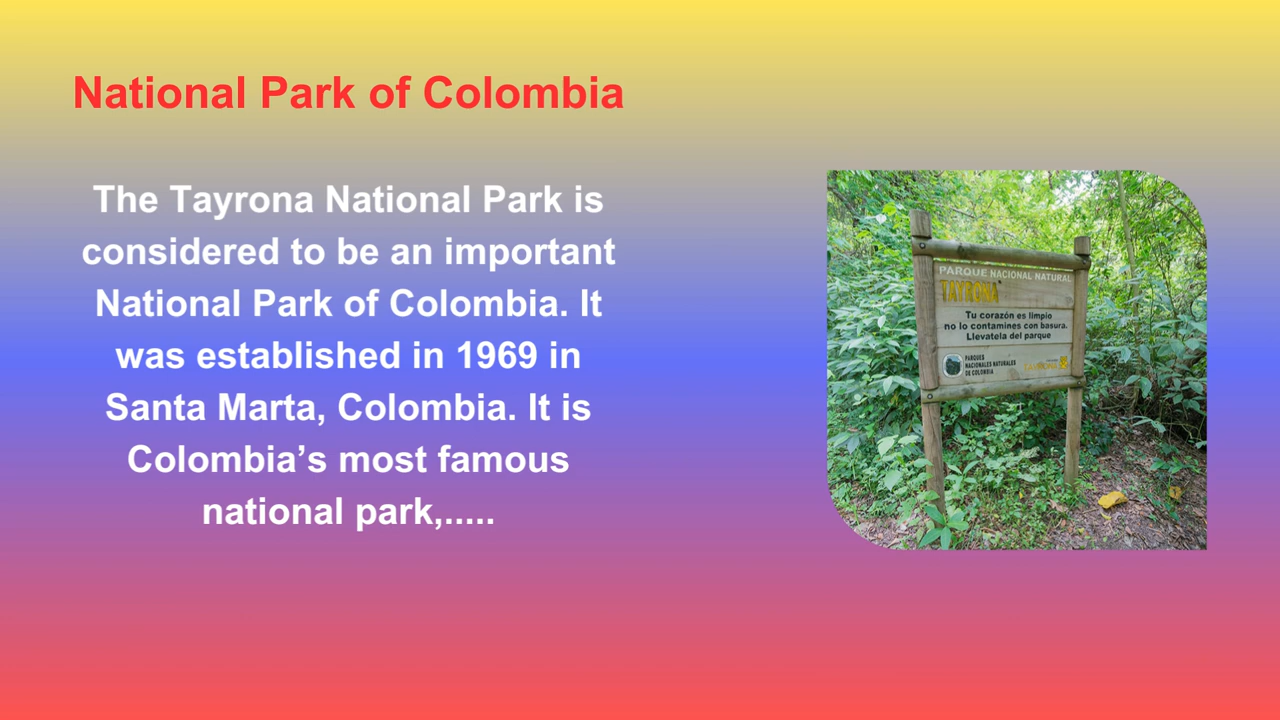 National Park of Colombia
The Tayrona National Park is
considered to be an important
National Park of Colombia. It
was established in 1969 in
Santa Marta, Colombia. It is
Colombia’s most famous
national park,.....
PARQUE NACIONAL NATURAL
TAYRONA
Tu corazón es limpio
no lo contamines con basura.
Llevatela del parque
PARQUES
NACIONALES NATURALES
DE COLOMBIA